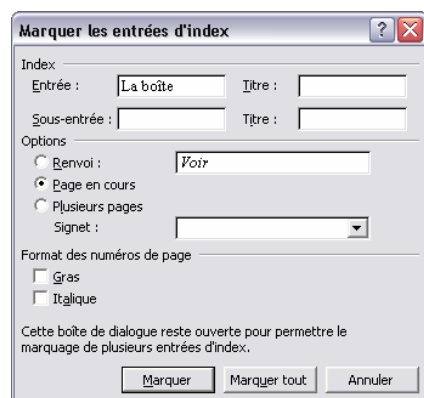 Marquer les entrées d'index
Index
Entrée : La boîte Titre :
Sous-entrée : Titre :
Options
Renvoi : Voir
Page en cours
Plusieurs pages
Signet :
Format des numéros de page
Gras
Italique
Cette boîte de dialogue reste ouverte pour permettre le
marquage de plusieurs entrées d'index.
Marquer Marquer tout Annuler